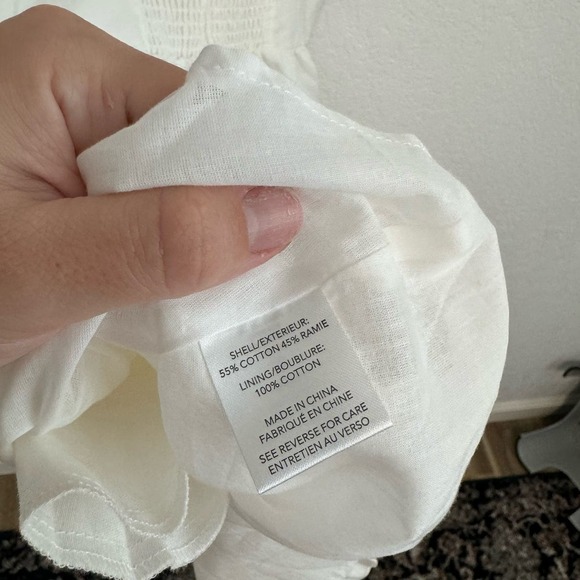 SHELL/EXTERIEUR:
55% COTTON 45% RAMIE
LINING/BOUBLURE:
100% COTTON
MADE IN CHINA
FABRIQUÉ EN CHINE
SEE REVERSE FOR CARE
ENTRETIEN AU VERSO